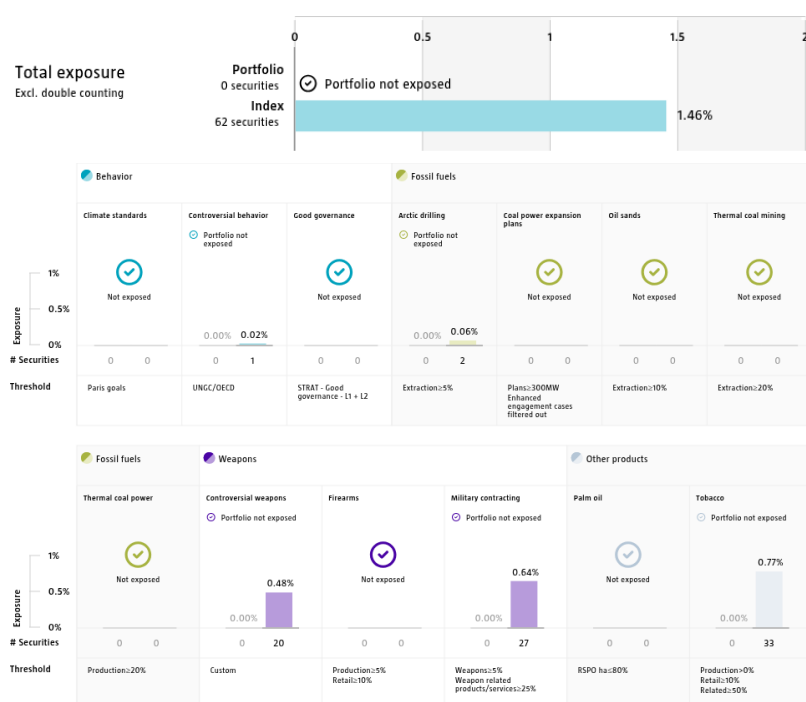 0 0.5 1 1.5 2
Total exposure
Excl. double counting
Portfolio
0 securities
Portfolio not exposed
Index
62 securities
1.46%
Behavior
Fossil fuels
Climate standards
Controversial behavior
Good governance
Arctic drilling
Coal power expansion
plans
Oil sands
Thermal coal mining
Portfolio not
exposed
Portfolio not
exposed
Exposure
1%
0.5%
0%
Not exposed
0.00% 0.02%
Not exposed
0.00% 0.06%
Not exposed
Not exposed
Not exposed
# Securities
0 0
0 1
0 0
0 2
0 0
0 0
0 0
Threshold
Paris goals
UNGC/OECD
STRAT - Good
governance - L1 + L2
Extraction≥5%
Plans≥300MW
Enhanced
engagement cases
filtered out
Extraction≥10%
Extraction≥20%
Fossil fuels
Weapons
Other products
Thermal coal power
Controversial weapons
Firearms
Military contracting
Palm oil
Tobacco
Portfolio not exposed
Portfolio not exposed
Portfolio not exposed
Exposure
1%
0.5%
0%
Not exposed
0.00% 0.48%
Not exposed
0.00% 0.64%
Not exposed
0.00% 0.77%
# Securities
0 0
0 20
0 0
0 27
0 0
0 33
Threshold
Production≥20%
Custom
Production≥5%
Retail≥10%
Weapons≥5%
Weapon related
products/services≥25%
RSPO ha≤80%
Production>0%
Retail≥10%
Related≥50%